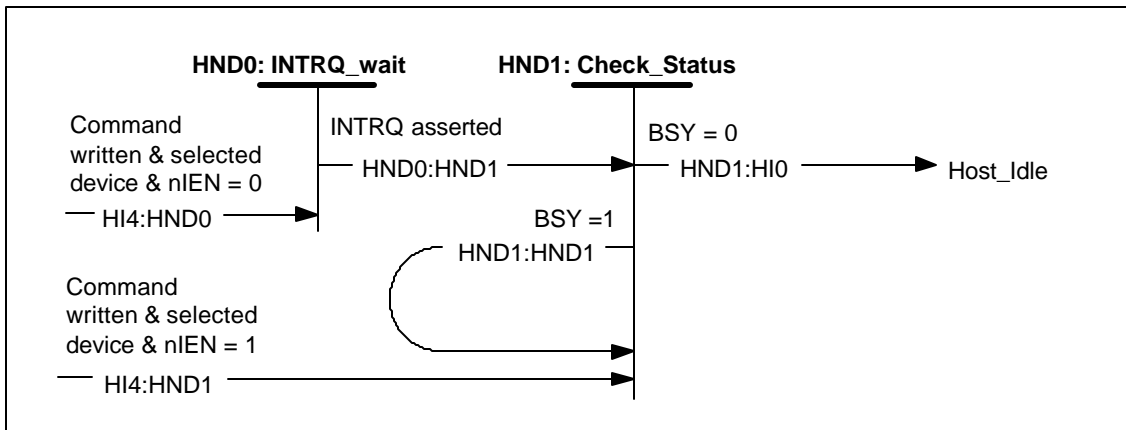 HND0: INTRQ_wait
HND1: Check_Status
Command
written & selected
device & nIEN = 0
HI4:HND0
INTRQ asserted
HND0:HND1
BSY = 0
HND1:HI0
Host_Idle
BSY =1
HND1:HND1
Command
written & selected
device & nIEN = 1
HI4:HND1